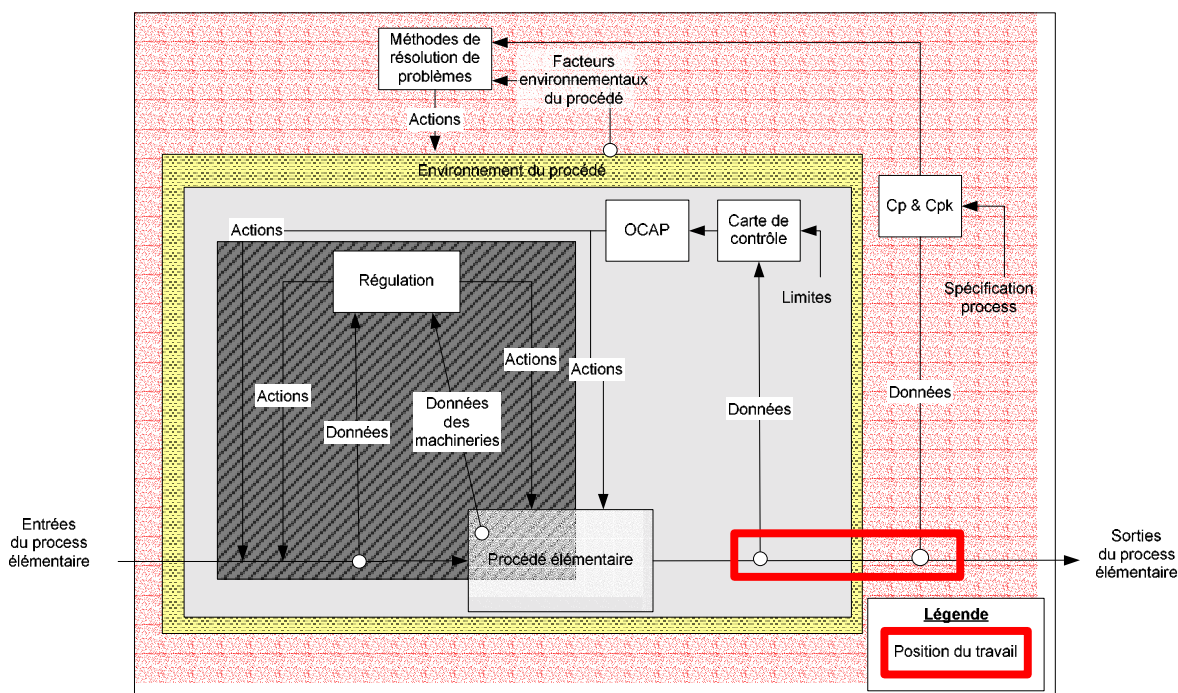 Méthodes de
résolution de
problèmes
Facteurs
environnementaux
du procédé
Actions
Environnement du procédé
Cp & Cpk
Actions
OCAP
Carte de
contrôle
Régulation
Limites
Spécification
process
Actions
Actions
Actions
Données
des
machineries
Données
Données
Données
Entrées
du process
élémentaire
Procédé élémentaire
Sorties
du process
élémentaire
Légende
Position du travail